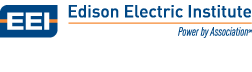 EEI Edison Electric Institute
Power by Association℠